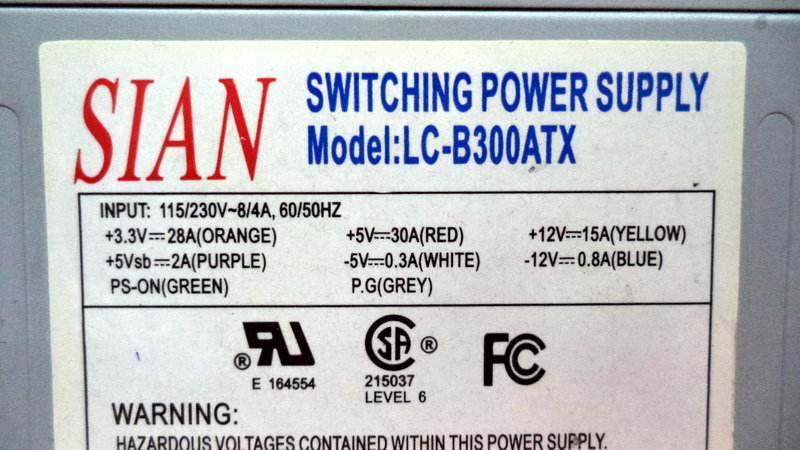 SIAN
SWITCHING POWER SUPPLY
Model:LC-B300ATX
INPUT: 115/230V~8/4A, 60/50HZ
+3.3V⎓28A(ORANGE) +5V⎓30A(RED) +12V⎓15A(YELLOW)
+5Vsb⎓2A(PURPLE) -5V⎓0.3A(WHITE) -12V⎓0.8A(BLUE)
PS-ON(GREEN) P.G(GREY)
® RU SA ® FC
E 164554 215037
LEVEL 6
WARNING:
HAZARDOUS VOLTAGES CONTAINED WITHIN THIS POWER SUPPLY.